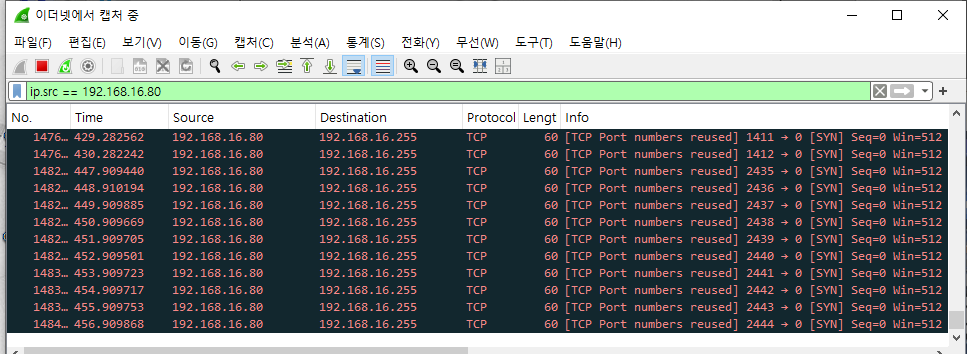 이더넷에서 캡처 중
파일(F) 편집(E) 보기(V) 이동(G) 캡처(C) 분석(A) 통계(S) 전화(Y) 무선(W) 도구(T) 도움말(H)
ip.src == 192.168.16.80
No. Time Source Destination Protocol Lengt Info
1476… 429.282562 192.168.16.80 192.168.16.255 TCP 60 [TCP Port numbers reused] 1411 → 0 [SYN] Seq=0 Win=512
1476… 430.282242 192.168.16.80 192.168.16.255 TCP 60 [TCP Port numbers reused] 1412 → 0 [SYN] Seq=0 Win=512
1482… 447.909440 192.168.16.80 192.168.16.255 TCP 60 [TCP Port numbers reused] 2435 → 0 [SYN] Seq=0 Win=512
1482… 448.910194 192.168.16.80 192.168.16.255 TCP 60 [TCP Port numbers reused] 2436 → 0 [SYN] Seq=0 Win=512
1482… 449.909885 192.168.16.80 192.168.16.255 TCP 60 [TCP Port numbers reused] 2437 → 0 [SYN] Seq=0 Win=512
1482… 450.909669 192.168.16.80 192.168.16.255 TCP 60 [TCP Port numbers reused] 2438 → 0 [SYN] Seq=0 Win=512
1482… 451.909705 192.168.16.80 192.168.16.255 TCP 60 [TCP Port numbers reused] 2439 → 0 [SYN] Seq=0 Win=512
1482… 452.909501 192.168.16.80 192.168.16.255 TCP 60 [TCP Port numbers reused] 2440 → 0 [SYN] Seq=0 Win=512
1483… 453.909723 192.168.16.80 192.168.16.255 TCP 60 [TCP Port numbers reused] 2441 → 0 [SYN] Seq=0 Win=512
1483… 454.909717 192.168.16.80 192.168.16.255 TCP 60 [TCP Port numbers reused] 2442 → 0 [SYN] Seq=0 Win=512
1483… 455.909753 192.168.16.80 192.168.16.255 TCP 60 [TCP Port numbers reused] 2443 → 0 [SYN] Seq=0 Win=512
1484… 456.909868 192.168.16.80 192.168.16.255 TCP 60 [TCP Port numbers reused] 2444 → 0 [SYN] Seq=0 Win=512